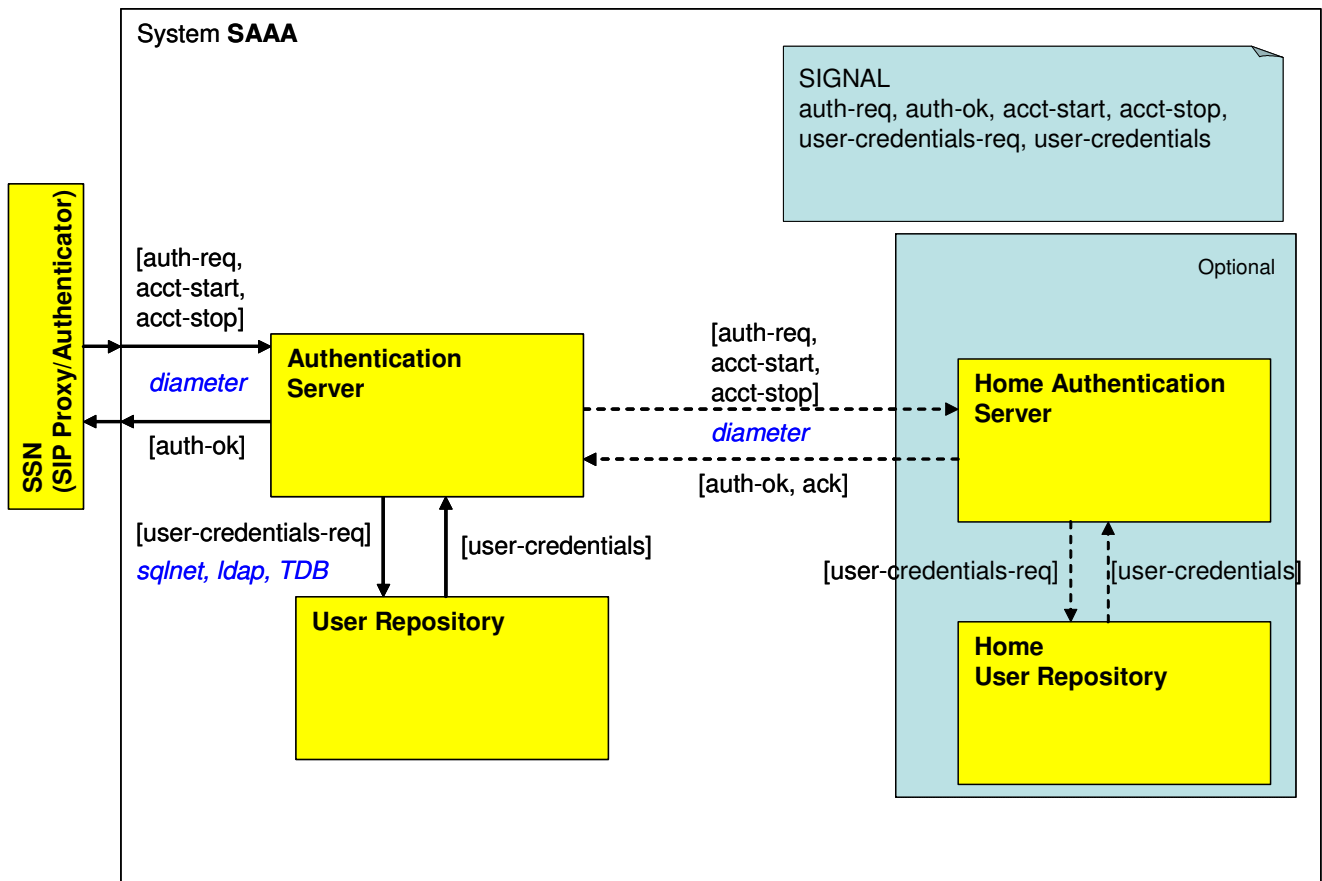 System SAAA
SIGNAL
auth-req, auth-ok, acct-start, acct-stop,
user-credentials-req, user-credentials
SSN
(SIP Proxy/Authenticator)
[auth-req,
acct-start,
acct-stop]
diameter
[auth-ok]
Authentication
Server
[auth-req,
acct-start,
acct-stop]
diameter
[auth-ok, ack]
Optional
Home Authentication
Server
[user-credentials-req]
sqlnet, ldap, TDB
[user-credentials]
[user-credentials-req]
[user-credentials]
User Repository
Home
User Repository